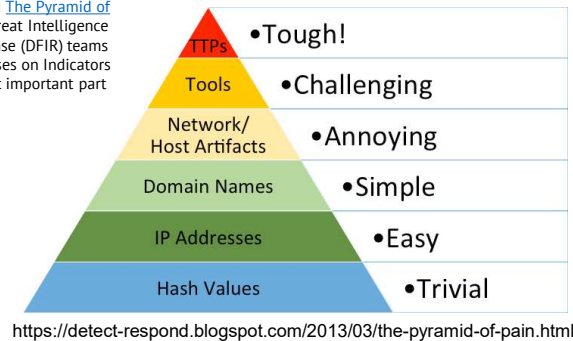 The Pyramid of
reat Intelligence
se (DFIR) teams
ses on Indicators
t important part
TTPs
•Tough!
Tools
•Challenging
Network/
Host Artifacts
•Annoying
Domain Names
•Simple
IP Addresses
•Easy
Hash Values
•Trivial
https://detect-respond.blogspot.com/2013/03/the-pyramid-of-pain.html